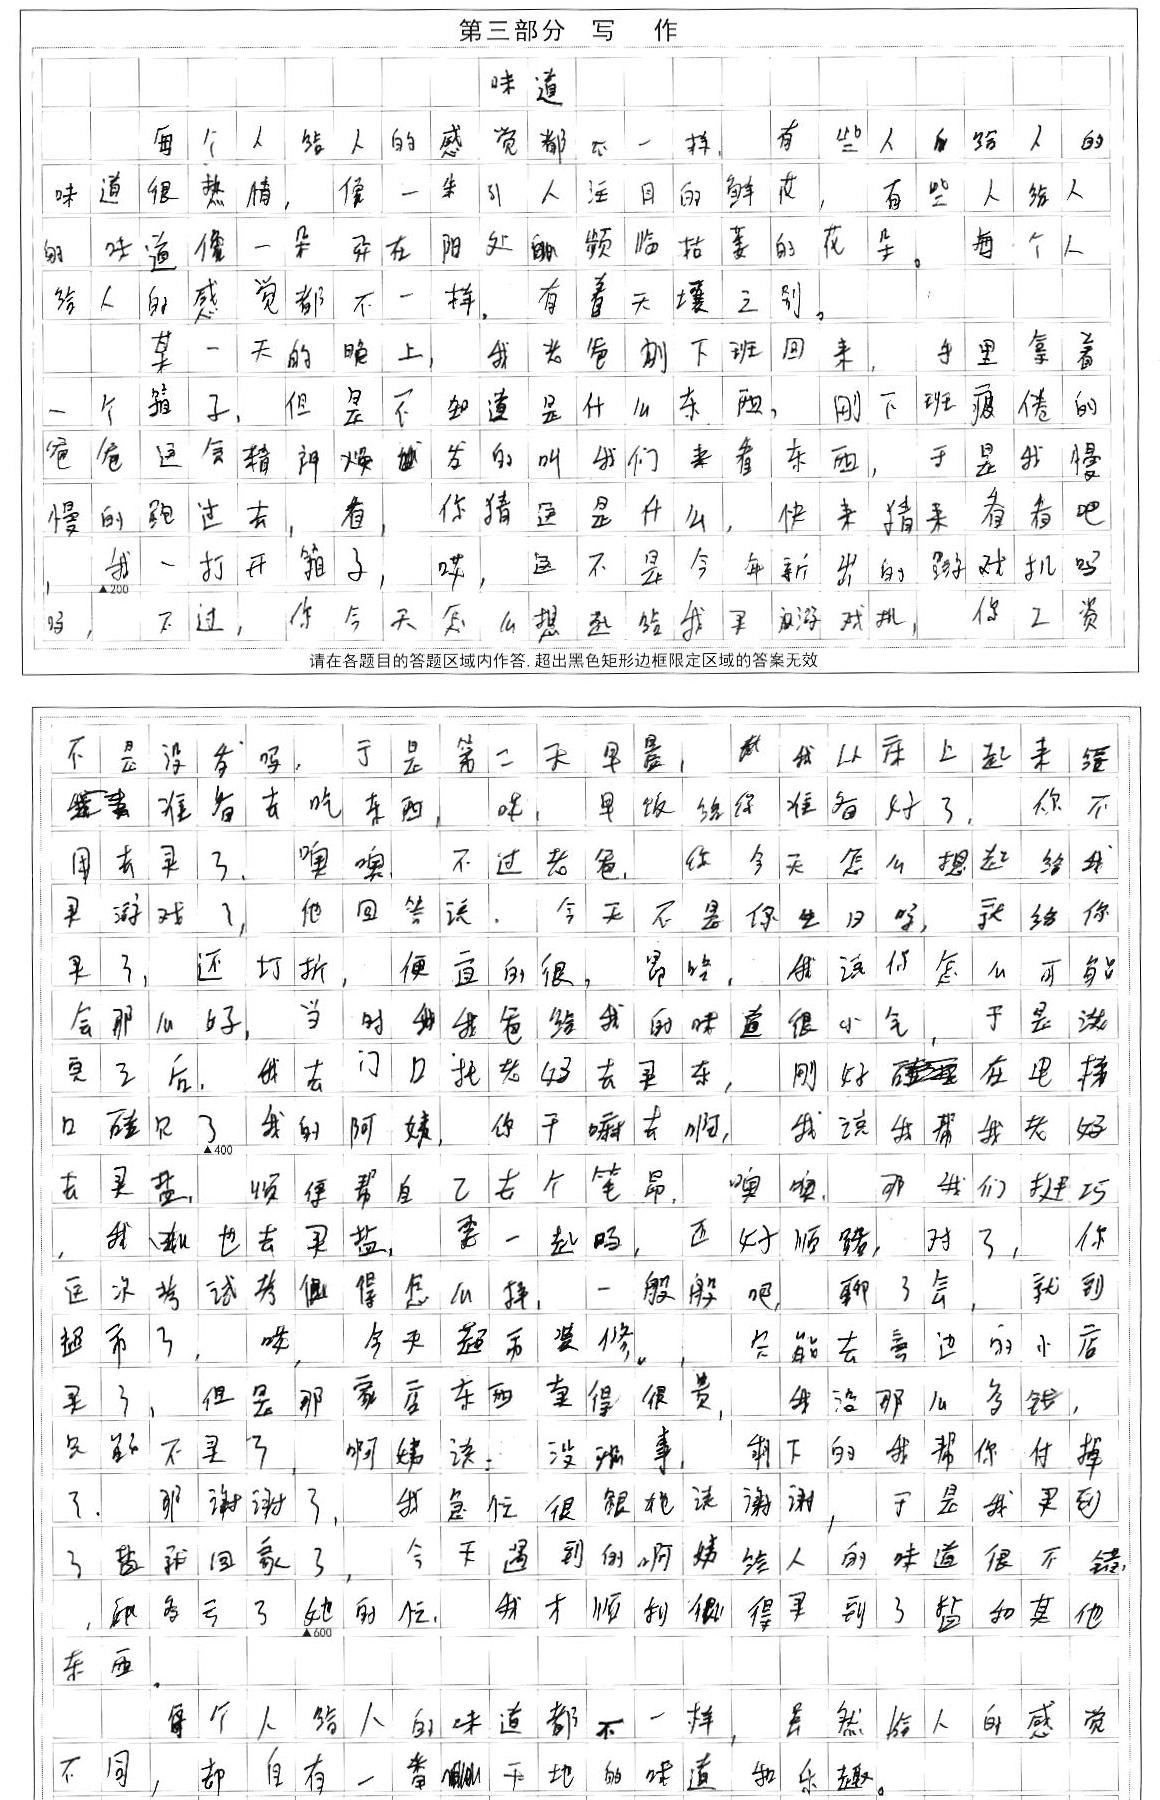 第三部分 写 作
味道
每个人给人的感觉都不一样,有些人给人的
味道很热情,像一朵引人注目的鲜花,有些人给人
的味道像一朵弃在阳处频临枯萎的花朵。每个人
给人的感觉都不一样,有着天壤之别。
某一天的晚上,我老爸刚下班回来,手里拿着
一个箱子,但是不知道是什么东西,刚下班疲倦的
爸爸这会精神焕发的叫我们来看东西,于是我慢
慢的跑过去,看,你猜这是什么,快来猜来看看吧
,我一打开箱子,哎,这不是今年新出的游戏机吗
▲200
吗,不过,你今天怎么想起给我买游戏机,你工资
请在各题目的答题区域内作答,超出黑色矩形边框限定区域的答案无效
不是没发吗,于是第二天早晨,我从床上起来
准备去吃东西,咦,早饭给你准备好了,你不
用去买了,噢噢,不过老爸,你今天怎么想起给我
买游戏了,他回答说,今天不是你生日吗,就给你
买了,还打折,便宜的很,我说你怎么可能
会那么好,当时我爸给我的味道很小气,于是洗
完了后,我去门口托老妈去买东,刚好在电梯
口碰见了我的阿姨,你干嘛去啊,我说我帮我老妈
▲400
去买盐,顺便帮自己去个笔昂,噢噢,那我们挺巧
,我也去买盐,要一起吗,还好顺路,对了,你
这次考试考得怎么样,一般般吧,聊了会,就到
超市了,哎,今天超市装修。,只能去旁边的小店
买了,但是那家店东西卖得很贵,我没那么多钱,
只能不买了,啊姨说:没事,剩下的我帮你付掉
了,那谢谢了,我急忙很说谢谢,于是我买到
了盐就回家了,今天遇到的啊姨给人的味道很不错,
,多亏了她的忙,我才顺利得买到了盐和其他
▲600
东西。
每个人给人的味道都不一样,虽然给人的感觉
不同,却自有一番天地的味道和乐趣。